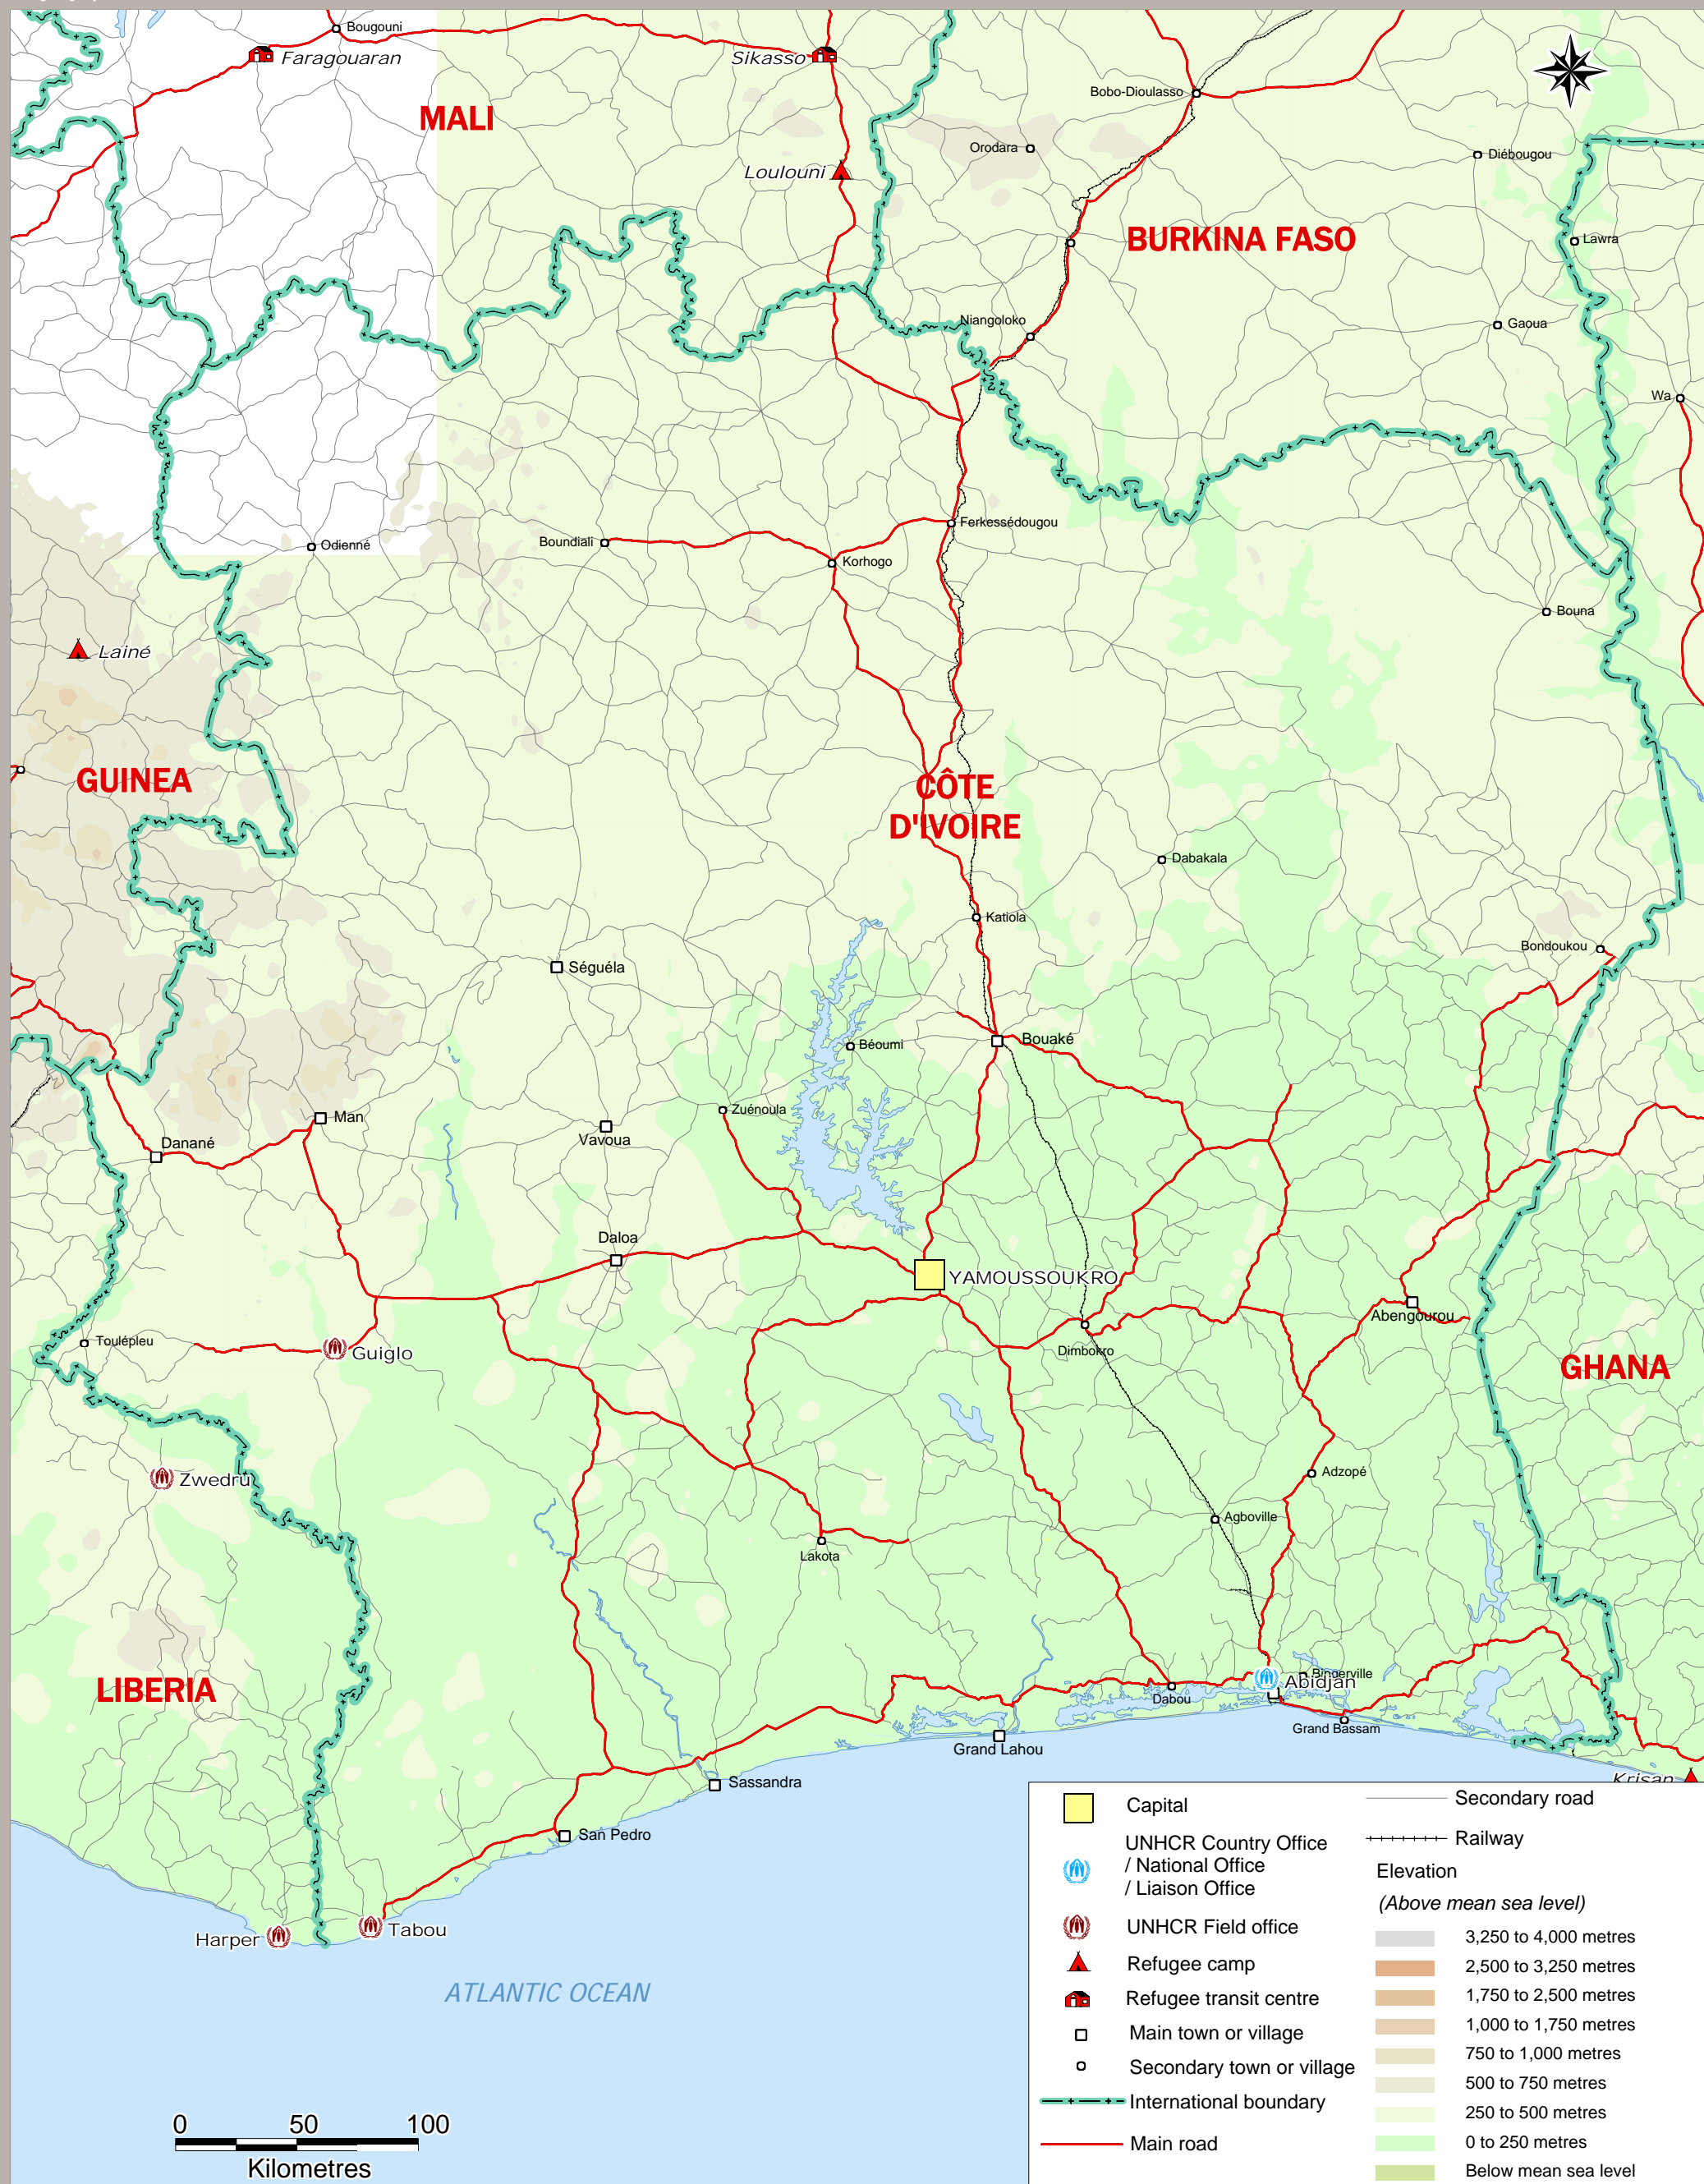 Bougouni
Faragouaran
Sikasso
MALI
Bobo-Dioulasso
Orodara
Diébougou
Loulouni
BURKINA FASO
Lawra
Niangoloko
Gaoua
Wa
Odienné
Boundiali
Korhogo
Ferkessédougou
Bouna
Lainé
GUINEA
CÔTE
D'IVOIRE
Dabakala
Katiola
Bondoukou
Séguéla
Béoumi
Bouaké
Zuénoula
Man
Danané
Vavoua
Daloa
YAMOUSSOUKRO
Abengourou
Toulépleu
Guiglo
Dimbokro
GHANA
Zwedru
Adzopé
Agboville
Lakota
LIBERIA
Bingerville
Abidjan
Dabou
Grand Bassam
Grand Lahou
Sassandra
Krisan
San Pedro
Harper
Tabou
ATLANTIC OCEAN
0 50 100
Kilometres
Capital
UNHCR Country Office
/ National Office
/ Liaison Office
UNHCR Field office
Refugee camp
Refugee transit centre
Main town or village
Secondary town or village
International boundary
Main road
Secondary road
Railway
Elevation
(Above mean sea level)
3,250 to 4,000 metres
2,500 to 3,250 metres
1,750 to 2,500 metres
1,000 to 1,750 metres
750 to 1,000 metres
500 to 750 metres
250 to 500 metres
0 to 250 metres
Below mean sea level